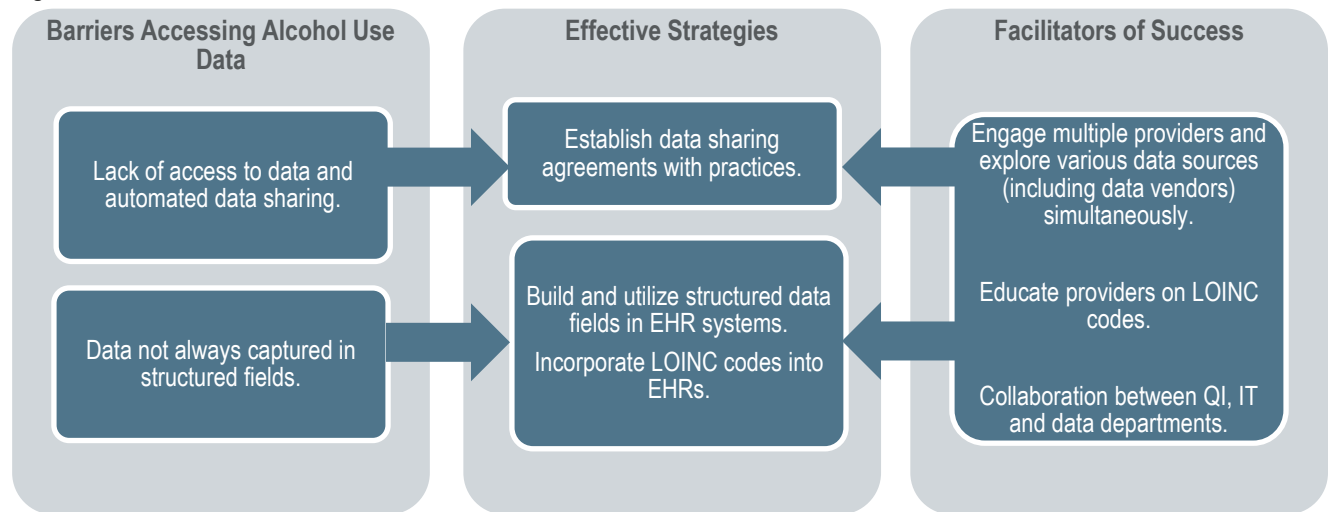 Barriers Accessing Alcohol Use
Data
Lack of access to data and
automated data sharing.
Data not always captured in
structured fields.
Effective Strategies
Establish data sharing
agreements with practices.
Build and utilize structured data
fields in EHR systems.
Incorporate LOINC codes into
EHRs.
Facilitators of Success
Engage multiple providers and
explore various data sources
(including data vendors)
simultaneously.
Educate providers on LOINC
codes.
Collaboration between QI, IT
and data departments.